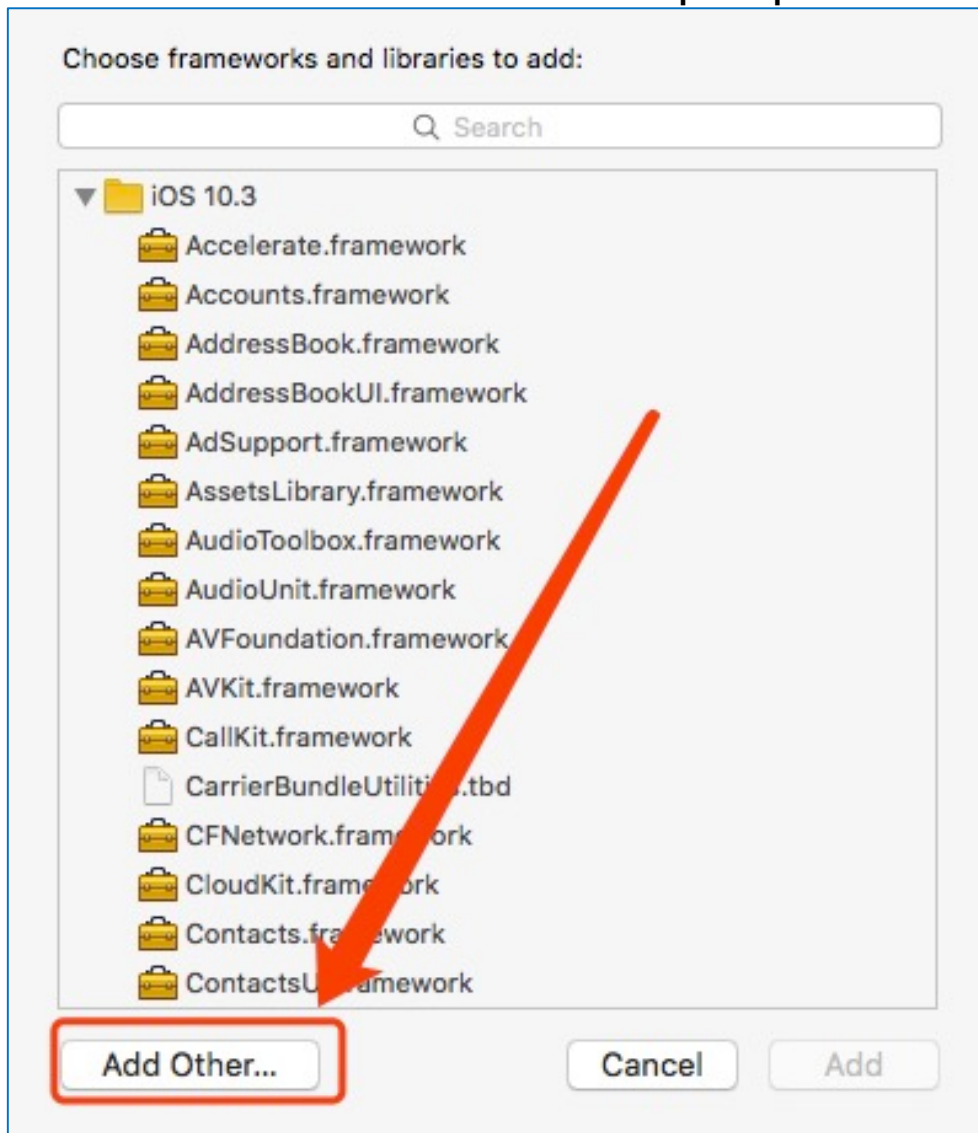 Choose frameworks and libraries to add:
Search
iOS 10.3
Accelerate.framework
Accounts.framework
AddressBook.framework
AddressBookUI.framework
AdSupport.framework
AssetsLibrary.framework
AudioToolbox.framework
AudioUnit.framework
AVFoundation.framework
AVKit.framework
CallKit.framework
CarrierBundleUtilities.tbd
CFNetwork.framework
CloudKit.framework
Contacts.framework
ContactsUI.framework
Add Other...
Cancel
Add